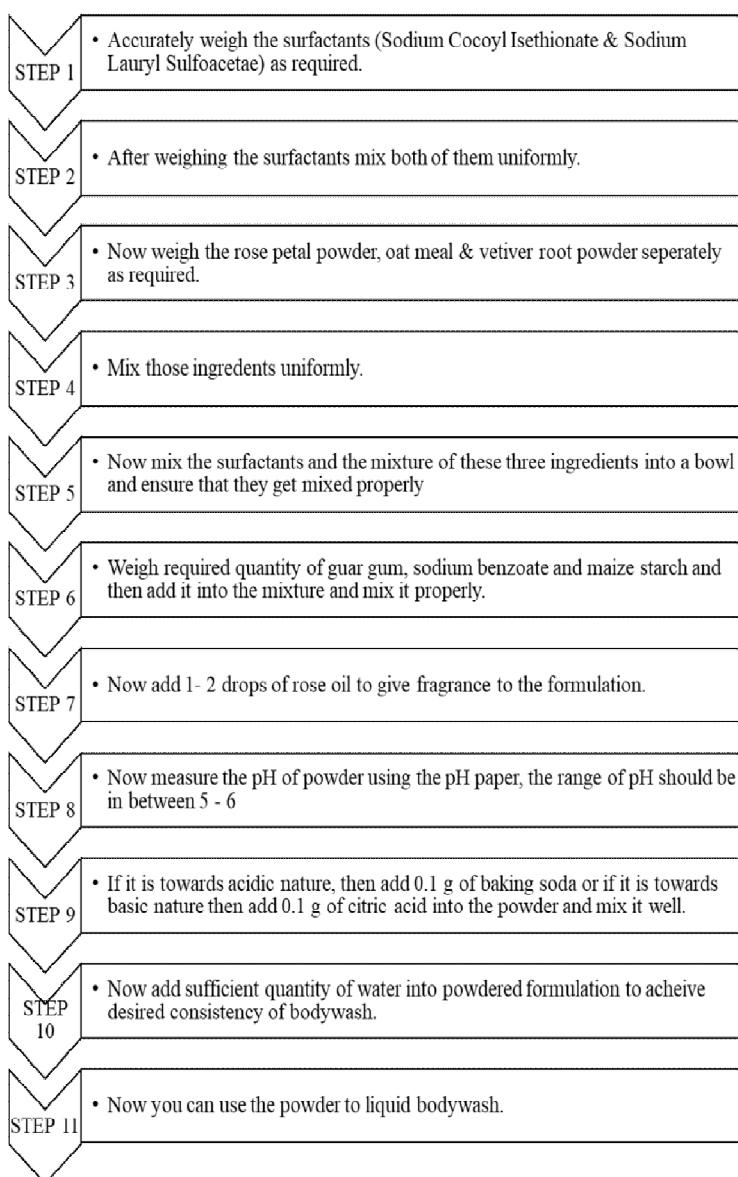 STEP 1
• Accurately weigh the surfactants (Sodium Cocoyl Isethionate & Sodium
Lauryl Sulfoacetae) as required.
STEP 2
• After weighing the surfactants mix both of them uniformly.
STEP 3
• Now weigh the rose petal powder, oat meal & vetiver root powder seperately
as required.
STEP 4
• Mix those ingredents uniformly.
STEP 5
• Now mix the surfactants and the mixture of these three ingredients into a bowl
and ensure that they get mixed properly
STEP 6
• Weigh required quantity of guar gum, sodium benzoate and maize starch and
then add it into the mixture and mix it properly.
STEP 7
• Now add 1- 2 drops of rose oil to give fragrance to the formulation.
STEP 8
• Now measure the pH of powder using the pH paper, the range of pH should be
in between 5 - 6
STEP 9
• If it is towards acidic nature, then add 0.1 g of baking soda or if it is towards
basic nature then add 0.1 g of citric acid into the powder and mix it well.
STEP
10
• Now add sufficient quantity of water into powdered formulation to acheive
desired consistency of bodywash.
STEP 11
• Now you can use the powder to liquid bodywash.